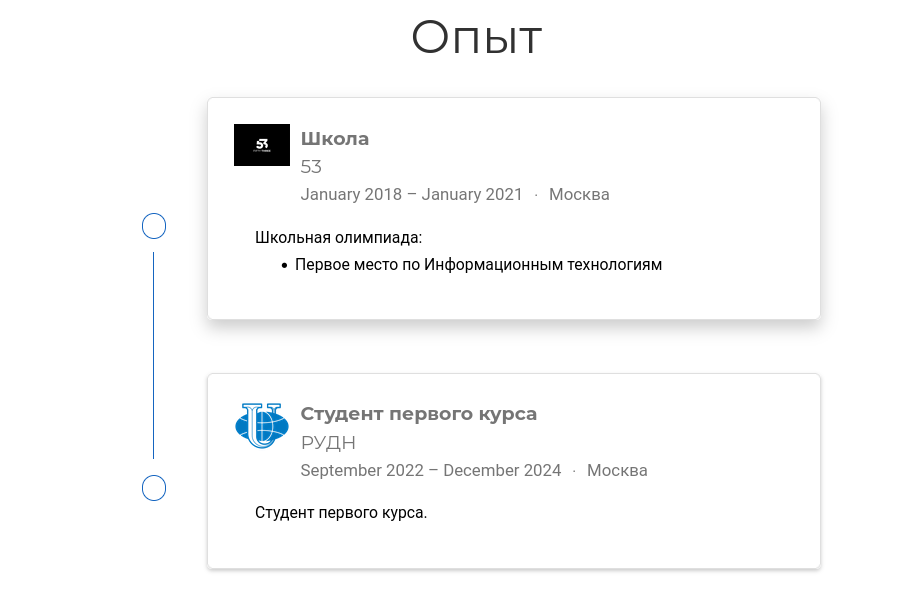 Опыт
53
Школа
53
January 2018 – January 2021 · Москва
Школьная олимпиада:
• Первое место по Информационным технологиям
Студент первого курса
РУДН
September 2022 – December 2024 · Москва
Студент первого курса.